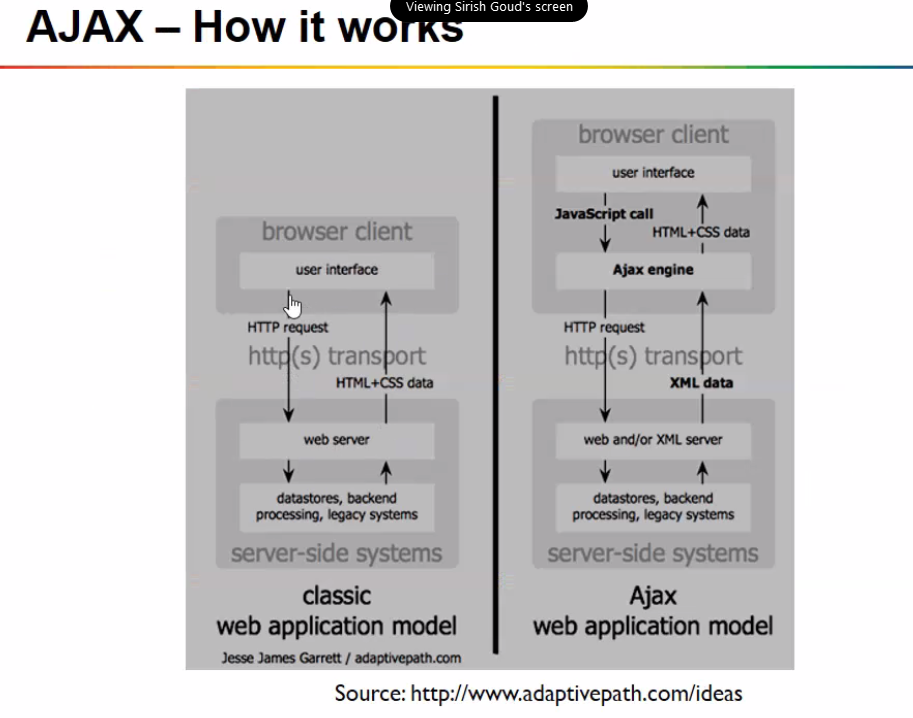 Viewing Sirish Goud's screen
AJAX – How it works
browser client
user interface
HTTP request
http(s) transport
HTML+CSS data
web server
datastores, backend
processing, legacy systems
server-side systems
classic
web application model
Jesse James Garrett / adaptivepath.com
browser client
user interface
JavaScript call
HTML+CSS data
Ajax engine
HTTP request
http(s) transport
XML data
web and/or XML server
datastores, backend
processing, legacy systems
server-side systems
Ajax
web application model
Source: http://www.adaptivepath.com/ideas